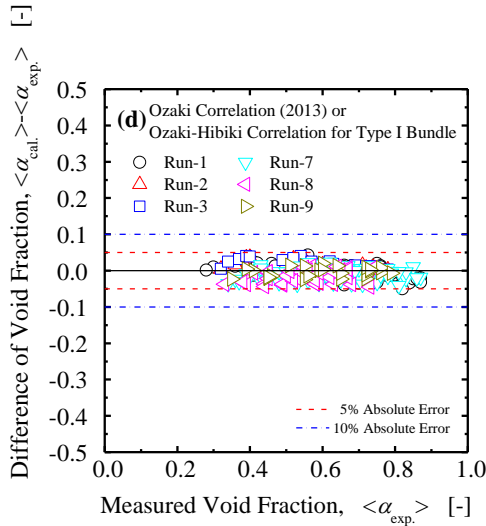 Difference of Void Fraction, <α_cal.>-<α_exp.> [-]
0.5
0.4
0.3
0.2
0.1
0.0
-0.1
-0.2
-0.3
-0.4
-0.5
(d) Ozaki Correlation (2013) or
Ozaki-Hibiki Correlation for Type I Bundle
Run-1 Run-7
Run-2 Run-8
Run-3 Run-9
5% Absolute Error
10% Absolute Error
0.0 0.2 0.4 0.6 0.8 1.0
Measured Void Fraction, <α_exp.> [-]